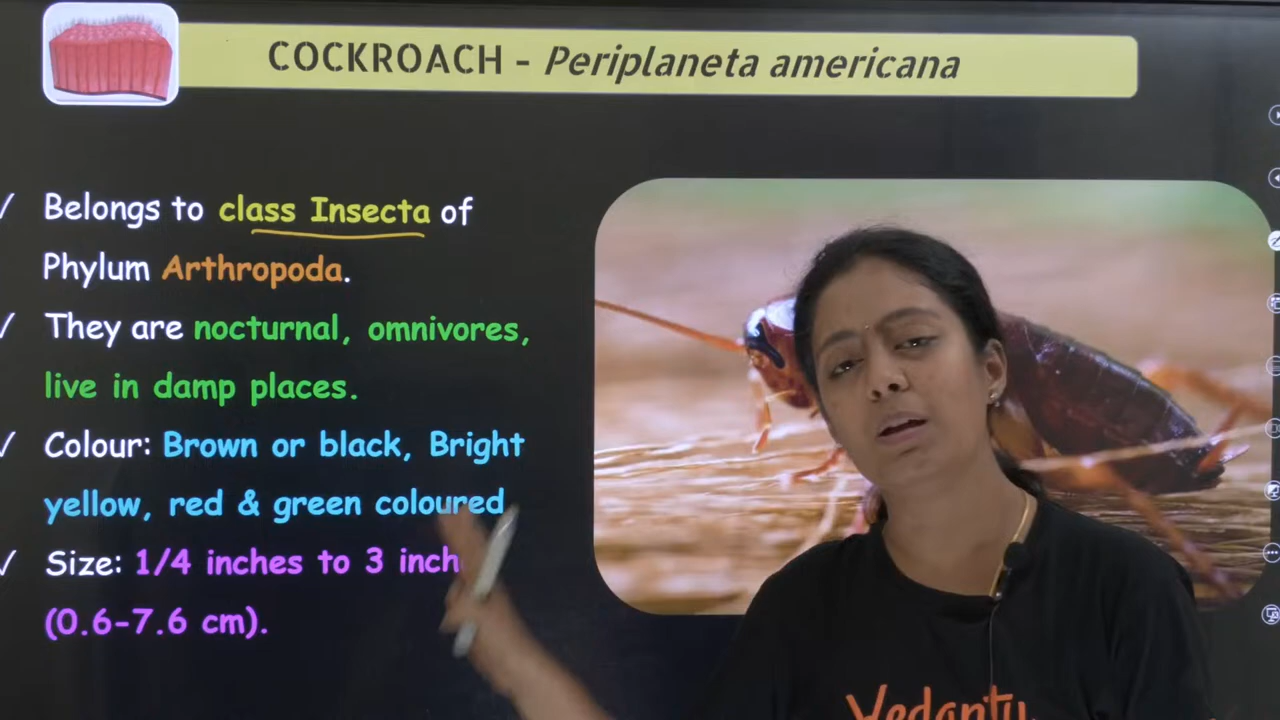 COCKROACH - Periplaneta americana
Belongs to class Insecta of
Phylum Arthropoda.
They are nocturnal, omnivores,
live in damp places.
Colour: Brown or black, Bright
yellow, red & green coloured
Size: 1/4 inches to 3 inch
(0.6-7.6 cm).
Vedantu